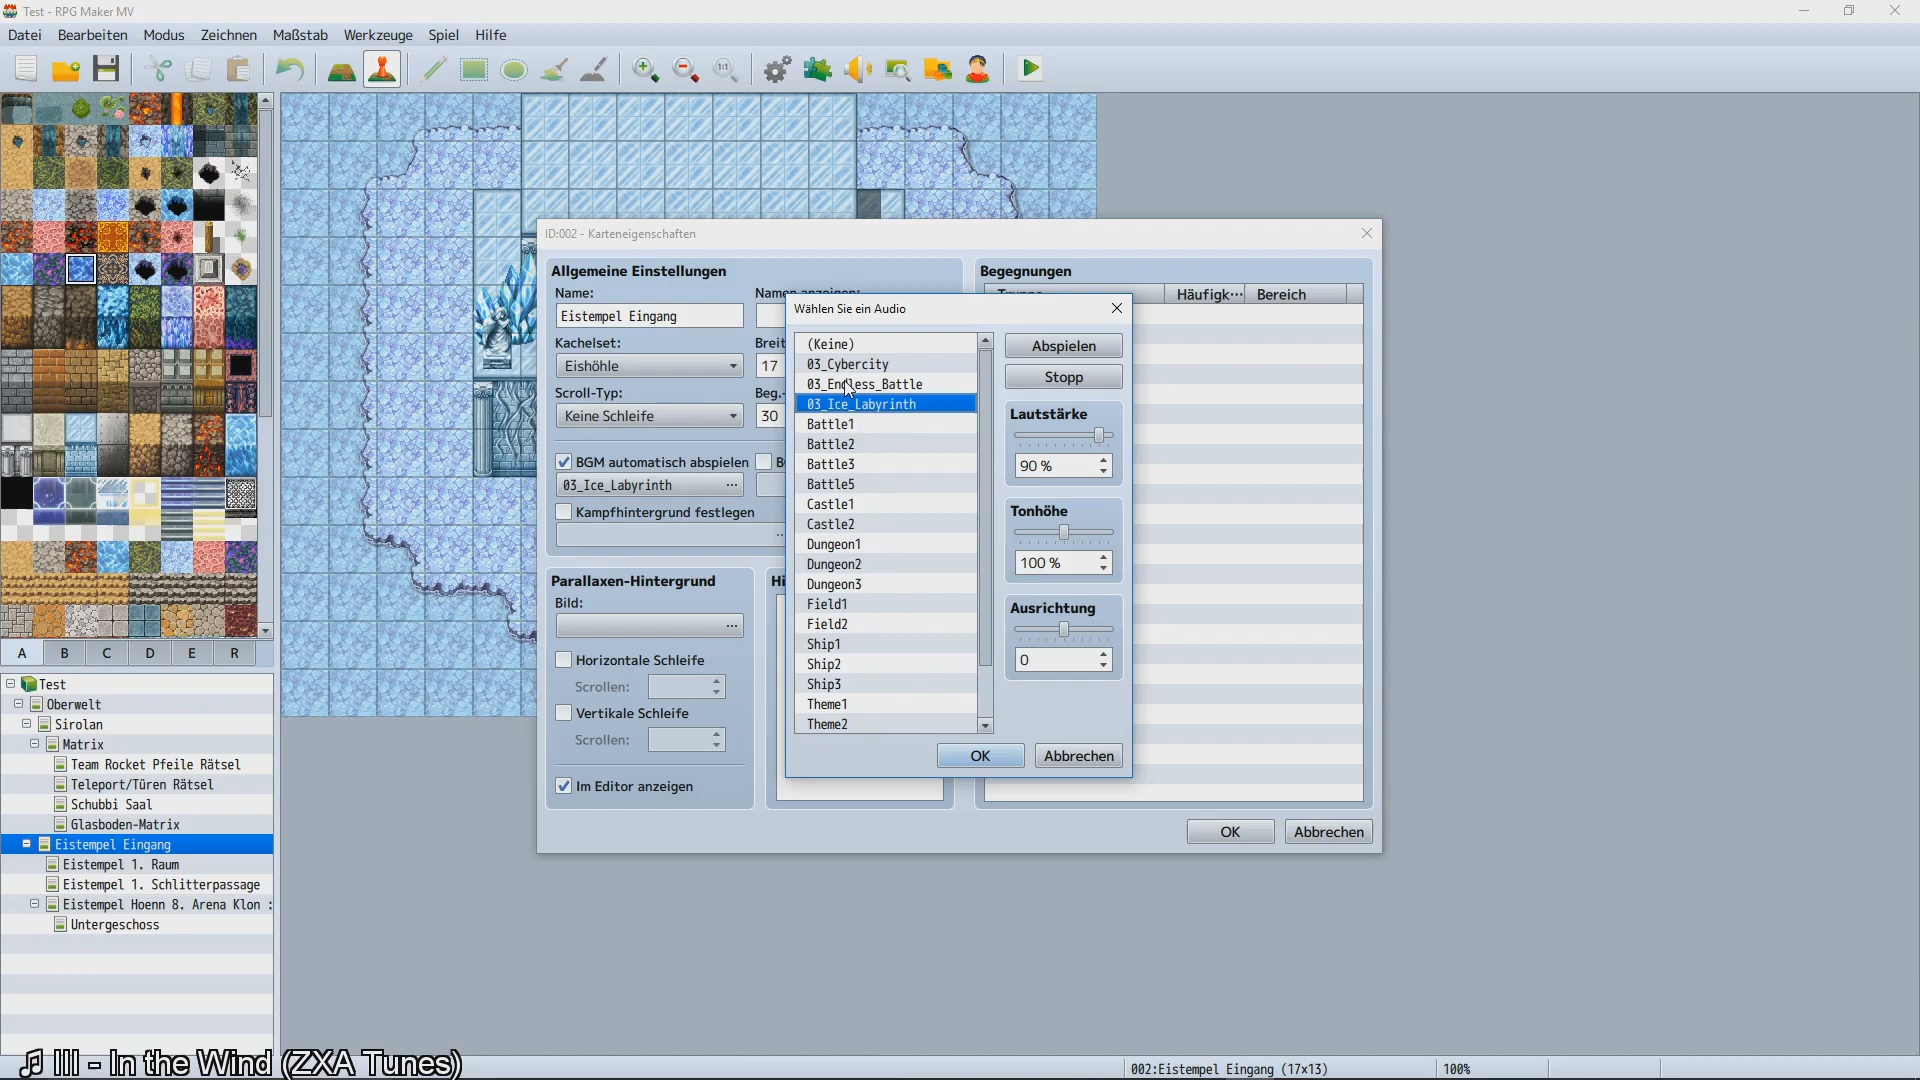 Test - RPG Maker MV
Datei Bearbeiten Modus Zeichnen Maßstab Werkzeuge Spiel Hilfe
1:1
A B C D E R
Test
Oberwelt
Sirolan
Matrix
Team Rocket Pfeile Rätsel
Teleport/Türen Rätsel
Schubbi Saal
Glasboden-Matrix
Eistempel Eingang
Eistempel 1. Raum
Eistempel 1. Schlitterpassage
Eistempel Hoenn 8. Arena Klon :
Untergeschoss
ID:002 - Karteneigenschaften
Allgemeine Einstellungen
Name:
Eistempel Eingang
Namen anzeigen:
Kachelset:
Eishöhle
Breit
17
Scroll-Typ:
Keine Schleife
Beg.-
30
BGM automatisch abspielen
03_Ice_Labyrinth ...
Kampfhintergrund festlegen
Parallaxen-Hintergrund
Bild:
...
Horizontale Schleife
Scrollen:
Vertikale Schleife
Scrollen:
Im Editor anzeigen
Hi
Begegnungen
Häufigk··· Bereich
OK Abbrechen
Wählen Sie ein Audio
(Keine)
03_Cybercity
03_Endless_Battle
03_Ice_Labyrinth
Battle1
Battle2
Battle3
Battle5
Castle1
Castle2
Dungeon1
Dungeon2
Dungeon3
Field1
Field2
Ship1
Ship2
Ship3
Theme1
Theme2
Abspielen
Stopp
Lautstärke
90 %
Tonhöhe
100 %
Ausrichtung
0
OK Abbrechen
♫ III - In the Wind (ZXA Tunes)
002:Eistempel Eingang (17x13) 100%